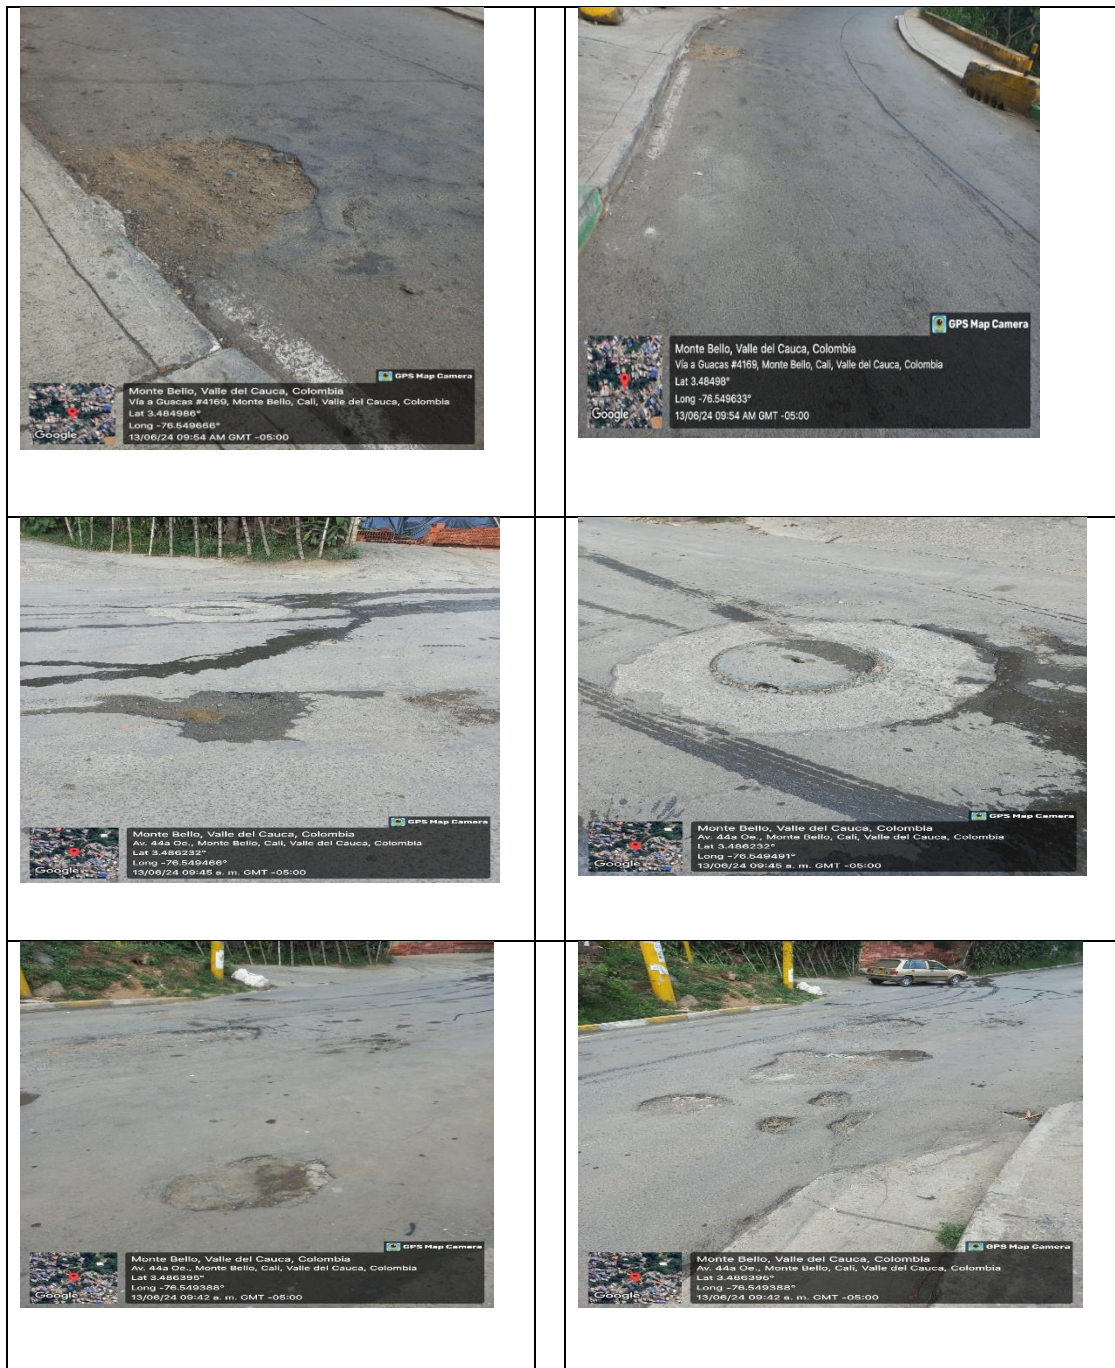 GPS Map Camera
Monte Bello, Valle del Cauca, Colombia
Vía a Guacas #4169, Monte Bello, Cali, Valle del Cauca, Colombia
Lat 3.484986°
Long -76.549666°
13/06/24 09:54 AM GMT -05:00
Google
GPS Map Camera
Monte Bello, Valle del Cauca, Colombia
Vía a Guacas #4169, Monte Bello, Cali, Valle del Cauca, Colombia
Lat 3.48498°
Long -76.549633°
13/06/24 09:54 AM GMT -05:00
Google
GPS Map Camera
Monte Bello, Valle del Cauca, Colombia
Av. 44a Oe., Monte Bello, Cali, Valle del Cauca, Colombia
Lat 3.486232°
Long -76.549466°
13/06/24 09:45 a. m. GMT -05:00
Google
GPS Map Camera
Monte Bello, Valle del Cauca, Colombia
Av. 44a Oe., Monte Bello, Cali, Valle del Cauca, Colombia
Lat 3.486232°
Long -76.549491°
13/06/24 09:45 a. m. GMT -05:00
Google
GPS Map Camera
Monte Bello, Valle del Cauca, Colombia
Av. 44a Oe., Monte Bello, Cali, Valle del Cauca, Colombia
Lat 3.486395°
Long -76.549388°
13/06/24 09:42 a. m. GMT -05:00
Google
GPS Map Camera
Monte Bello, Valle del Cauca, Colombia
Av. 44a Oe., Monte Bello, Cali, Valle del Cauca, Colombia
Lat 3.486396°
Long -76.549388°
13/06/24 09:42 a. m. GMT -05:00
Google